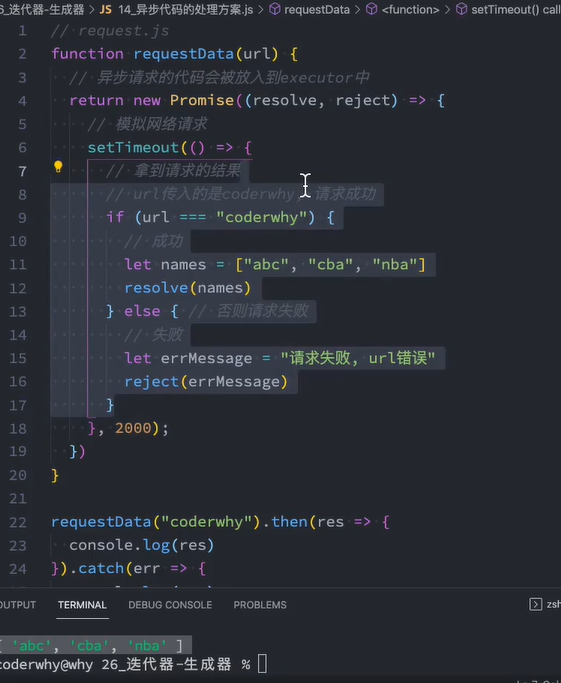 6_迭代器-生成器 > JS 14_异步代码的处理方案.js > requestData > <function> > setTimeout() call
1 // request.js
2 function requestData(url) {
3 // 异步请求的代码会被放入到executor中
4 return new Promise((resolve, reject) => {
5 // 模拟网络请求
6 setTimeout(() => {
7 // 拿到请求的结果
8 // url传入的是coderwhy, 请求成功
9 if (url === "coderwhy") {
10 // 成功
11 let names = ["abc", "cba", "nba"]
12 resolve(names)
13 } else { // 否则请求失败
14 // 失败
15 let errMessage = "请求失败, url错误"
16 reject(errMessage)
17 }
18 }, 2000);
19 })
20 }
21
22 requestData("coderwhy").then(res => {
23 console.log(res)
24 }).catch(err => {
OUTPUT TERMINAL DEBUG CONSOLE PROBLEMS zsh
[ 'abc', 'cba', 'nba' ]
coderwhy@why 26_迭代器-生成器 %